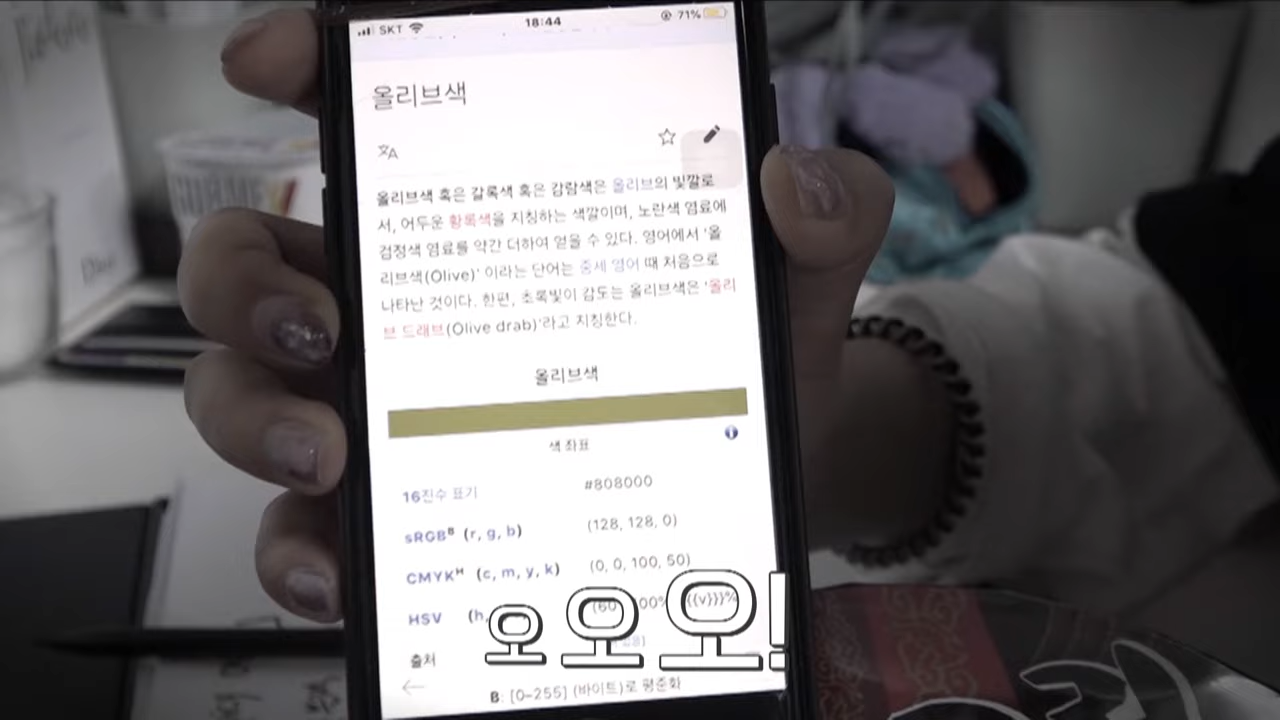 SKT 18:44 71%
올리브색
올리브색 혹은 갈록색 혹은 감람색은 올리브의 빛깔로
서, 어두운 황록색을 지칭하는 색깔이며, 노란색 염료에
검정색 염료를 약간 더하여 얻을 수 있다. 영어에서 '올
리브색(Olive)' 이라는 단어는 중세 영어 때 처음으로
나타난 것이다. 한편, 초록빛이 감도는 올리브색은 '올리
브 드래브(Olive drab)'라고 지칭한다.
올리브색
색 좌표
16진수 표기 #808000
sRGBᴮ (r, g, b) (128, 128, 0)
CMYKᴴ (c, m, y, k) (0, 0, 100, 50)
HSV (h, (60 00% {{v}}}%
오오오!
출처
B: [0–255] (바이트)로 평준화